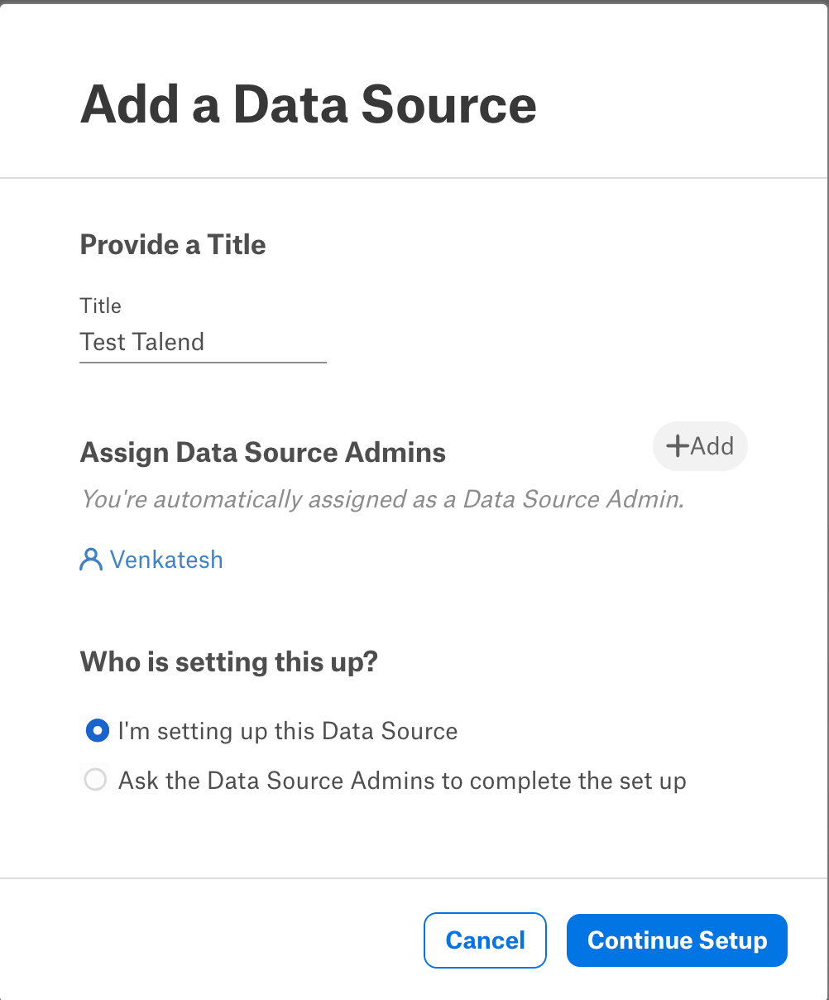 Add a Data Source
Provide a Title
Title
Test Talend
Assign Data Source Admins
+Add
You're automatically assigned as a Data Source Admin.
Venkatesh
Who is setting this up?
I'm setting up this Data Source
Ask the Data Source Admins to complete the set up
Cancel
Continue Setup